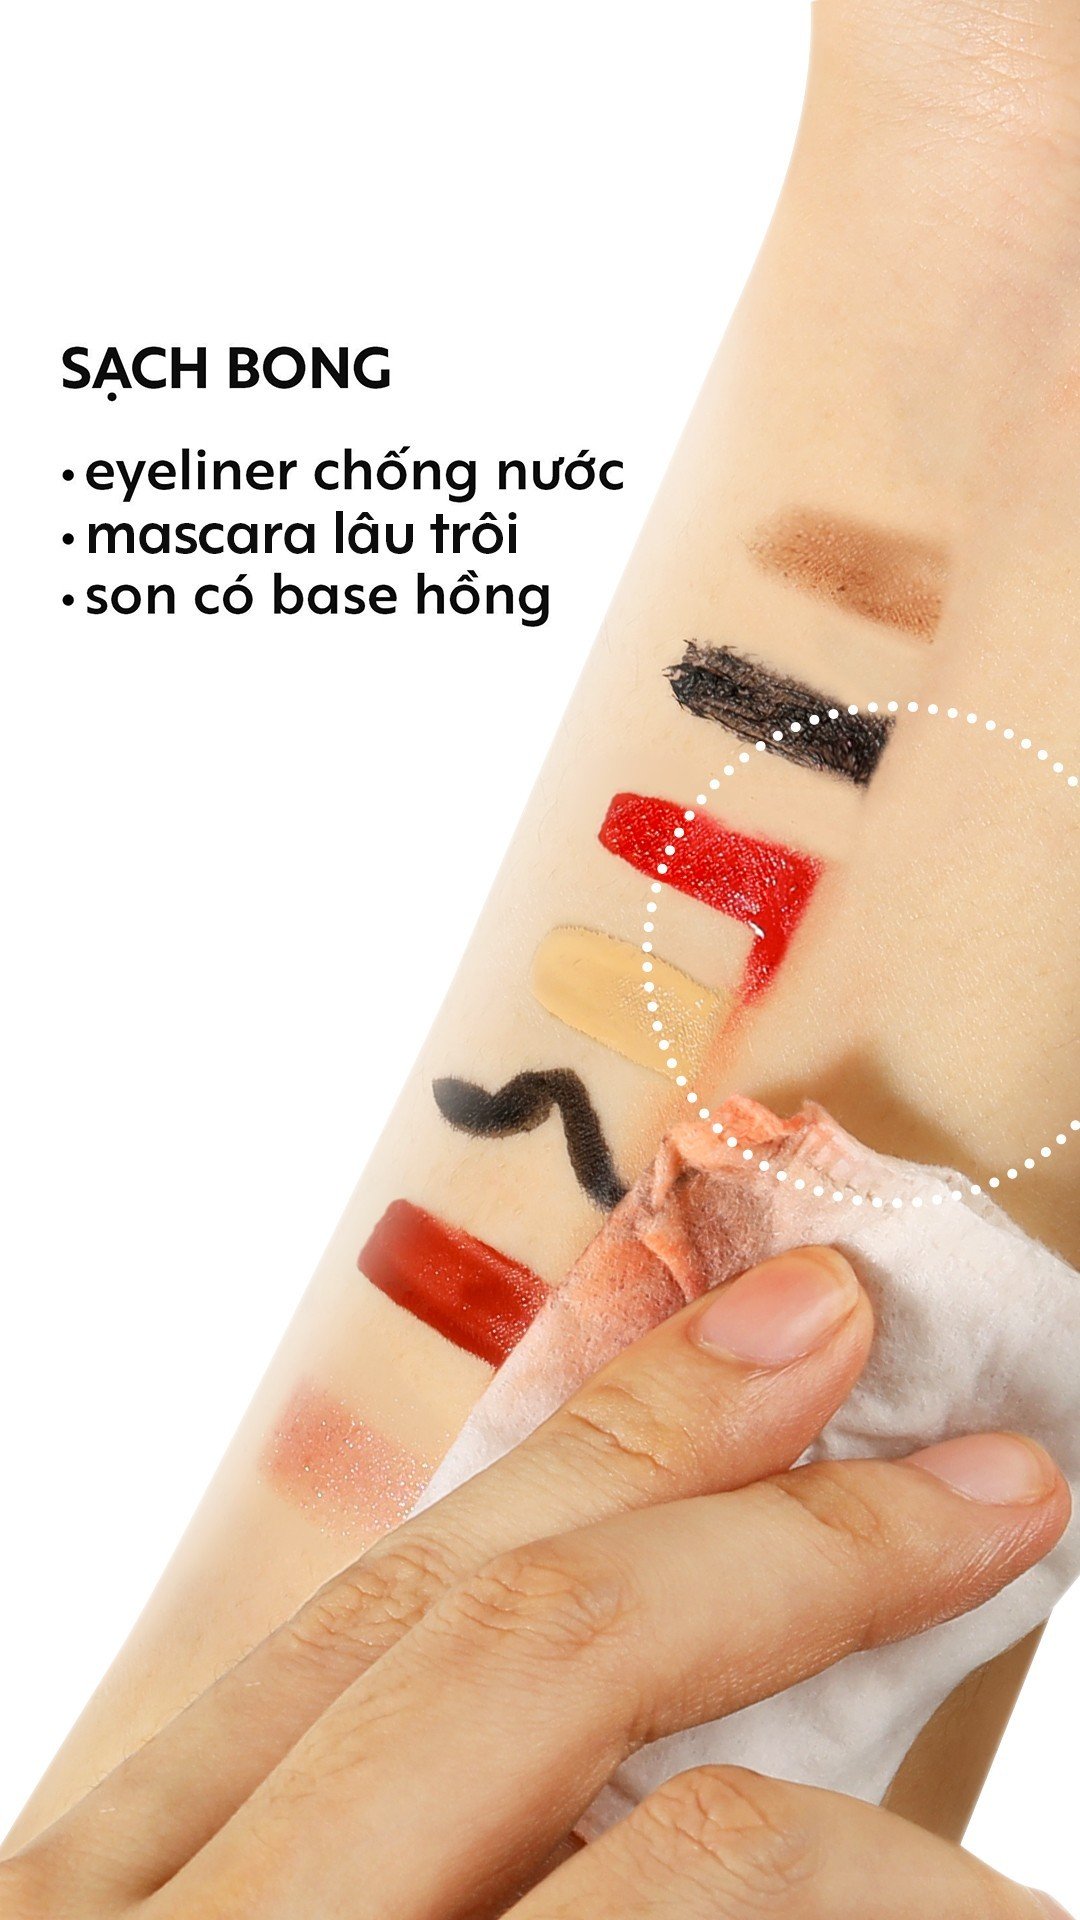 SẠCH BONG
• eyeliner chống nước
• mascara lâu trôi
• son có base hồng